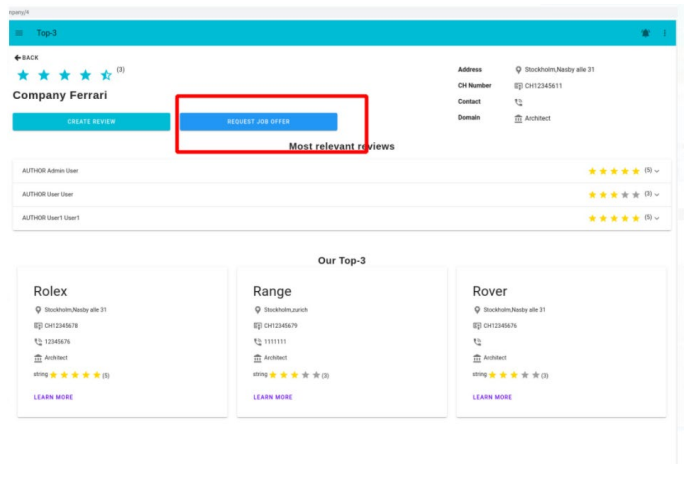 mpany/4
Top-3
BACK
(3)
Company Ferrari
Address Stockholm,Nasby alle 31
CH Number CH12345611
Contact
Domain Architect
CREATE REVIEW REQUEST JOB OFFER
Most relevant reviews
AUTHOR Admin User (5)
AUTHOR User User (3)
AUTHOR User1 User1 (5)
Our Top-3
Rolex
Stockholm,Nasby alle 31
CH12345678
12345676
Architect
string (5)
LEARN MORE
Range
Stockholm,zurich
CH12345679
1111111
Architect
string (3)
LEARN MORE
Rover
Stockholm,Nasby alle 31
CH12345676
Architect
string (3)
LEARN MORE